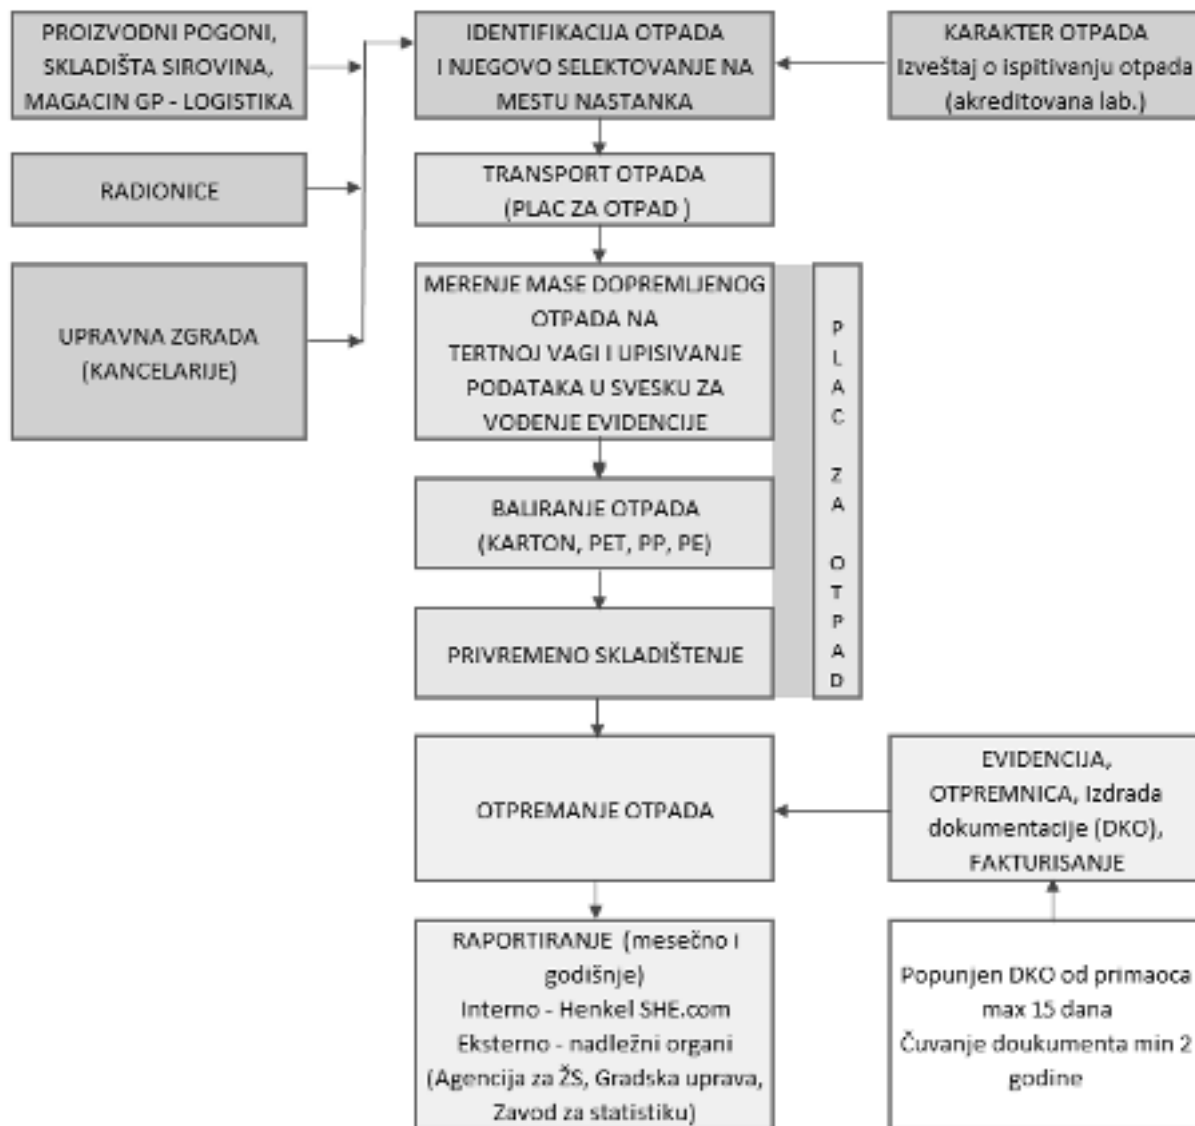 PROIZVODNI POGONI,
SKLADIŠTA SIROVINA,
MAGACIN GP - LOGISTIKA
RADIONICE
UPRAVNA ZGRADA
(KANCELARIJE)
IDENTIFIKACIJA OTPADA
I NJEGOVO SELEKTOVANJE NA
MESTU NASTANKA
KARAKTER OTPADA
Izveštaj o ispitivanju otpada
(akreditovana lab.)
TRANSPORT OTPADA
(PLAC ZA OTPAD )
MERENJE MASE DOPREMLJENOG
OTPADA NA
TERTNOJ VAGI I UPISIVANJE
PODATAKA U SVESKU ZA
VOĐENJE EVIDENCIJE
BALIRANJE OTPADA
(KARTON, PET, PP, PE)
PRIVREMENO SKLADIŠTENJE
P
L
A
C
Z
A
O
T
P
A
D
OTPREMANJE OTPADA
EVIDENCIJA,
OTPREMNICA, Izdrada
dokumentacije (DKO),
FAKTURISANJE
RAPORTIRANJE (mesečno i
godišnje)
Interno - Henkel SHE.com
Eksterno - nadležni organi
(Agencija za ŽS, Gradska uprava,
Zavod za statistiku)
Popunjen DKO od primaoca
max 15 dana
Čuvanje doukumenta min 2
godine